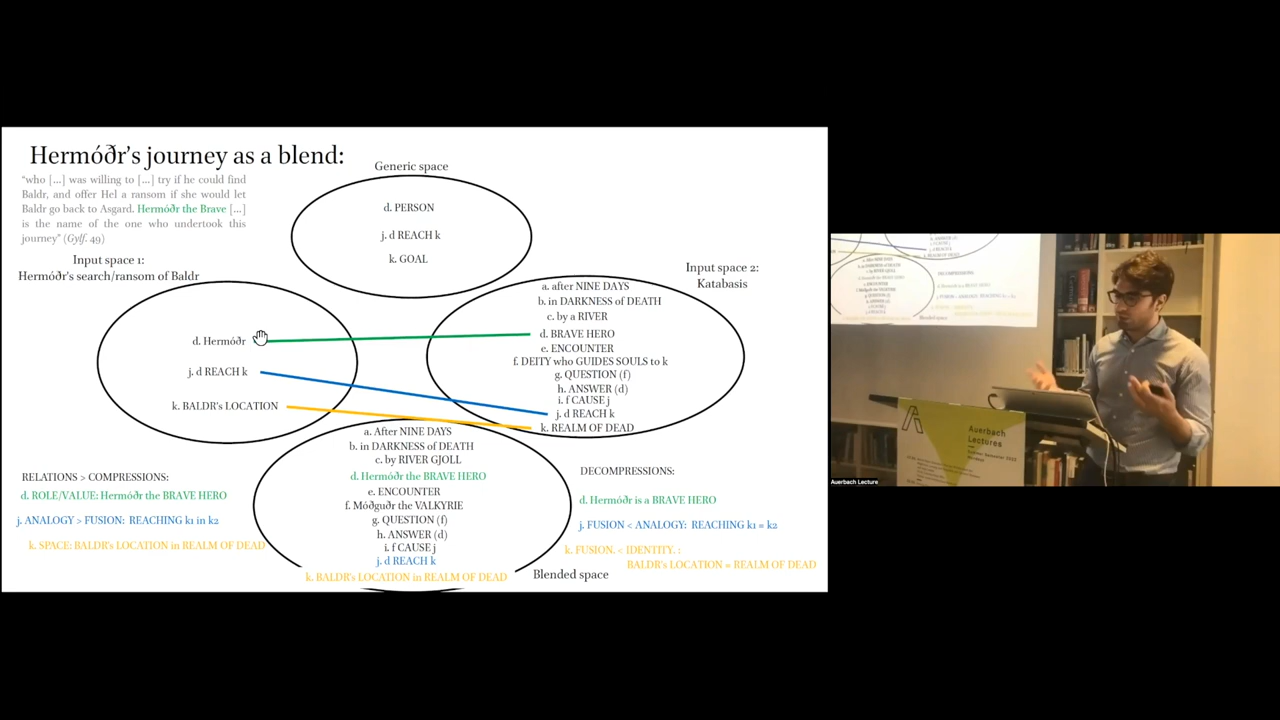 Hermóðr's journey as a blend:
"who [...] was willing to [...] try if he could find
Baldr, and offer Hel a ransom if she would let
Baldr go back to Asgard. Hermóðr the Brave [...]
is the name of the one who undertook this
journey" (Gylf. 49)
Generic space
d. PERSON
j. d REACH k
k. GOAL
Input space 1:
Hermóðr's search/ransom of Baldr
d. Hermóðr
j. d REACH k
k. BALDR's LOCATION
Input space 2:
Katabasis
a. after NINE DAYS
b. in DARKNESS of DEATH
c. by a RIVER
d. BRAVE HERO
e. ENCOUNTER
f. DEITY who GUIDES SOULS to k
g. QUESTION (f)
h. ANSWER (d)
i. f CAUSE j
j. d REACH k
k. REALM OF DEAD
a. After NINE DAYS
b. in DARKNESS of DEATH
c. by RIVER GJOLL
d. Hermóðr the BRAVE HERO
e. ENCOUNTER
f. Móðguðr the VALKYRIE
g. QUESTION (f)
h. ANSWER (d)
i. f CAUSE j
j. d REACH k
k. BALDR's LOCATION in REALM OF DEAD
Blended space
RELATIONS > COMPRESSIONS:
d. ROLE/VALUE: Hermóðr the BRAVE HERO
j. ANALOGY > FUSION: REACHING k1 in k2
k. SPACE: BALDR's LOCATION in REALM OF DEAD
DECOMPRESSIONS:
d. Hermóðr is a BRAVE HERO
j. FUSION < ANALOGY: REACHING k1 = k2
k. FUSION. < IDENTITY. :
BALDR's LOCATION = REALM OF DEAD
Auerbach
Lectures
Auerbach Lecture